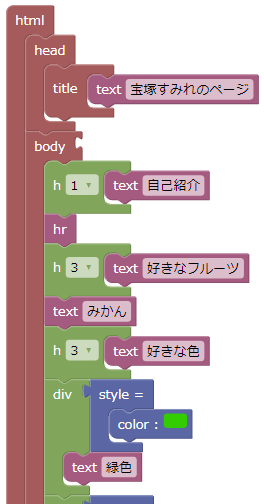 html
head
title text 宝塚すみれのページ
body
h 1 text 自己紹介
hr
h 3 text 好きなフルーツ
text みかん
h 3 text 好きな色
div style =
color :
text 緑色